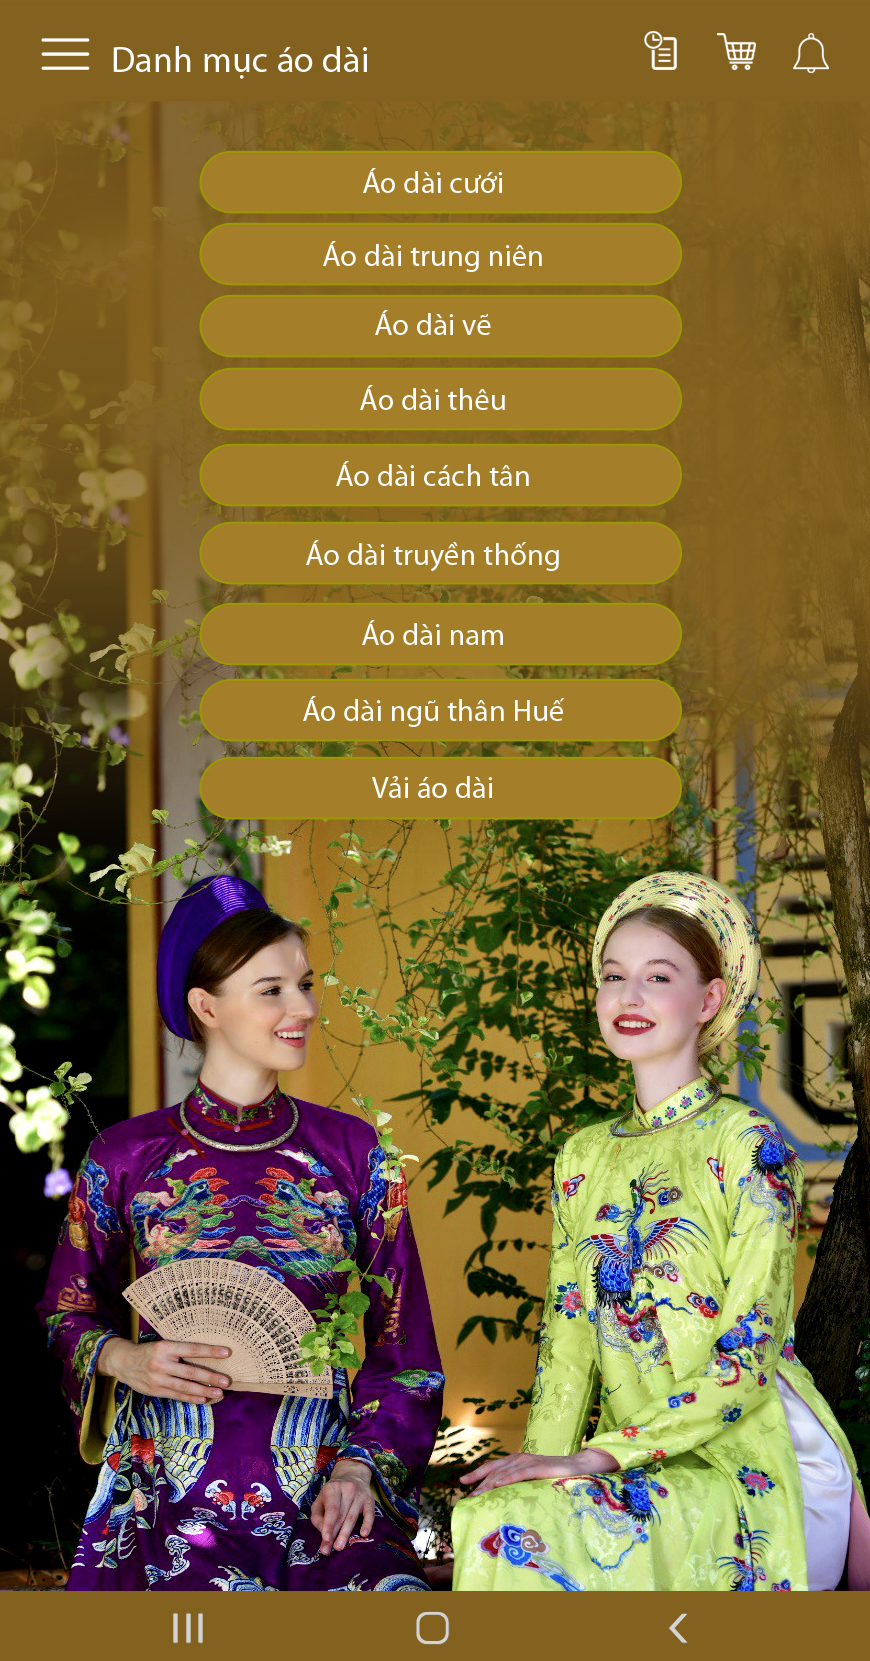 Danh mục áo dài
Áo dài cưới
Áo dài trung niên
Áo dài vẽ
Áo dài thêu
Áo dài cách tân
Áo dài truyền thống
Áo dài nam
Áo dài ngũ thân Huế
Vải áo dài